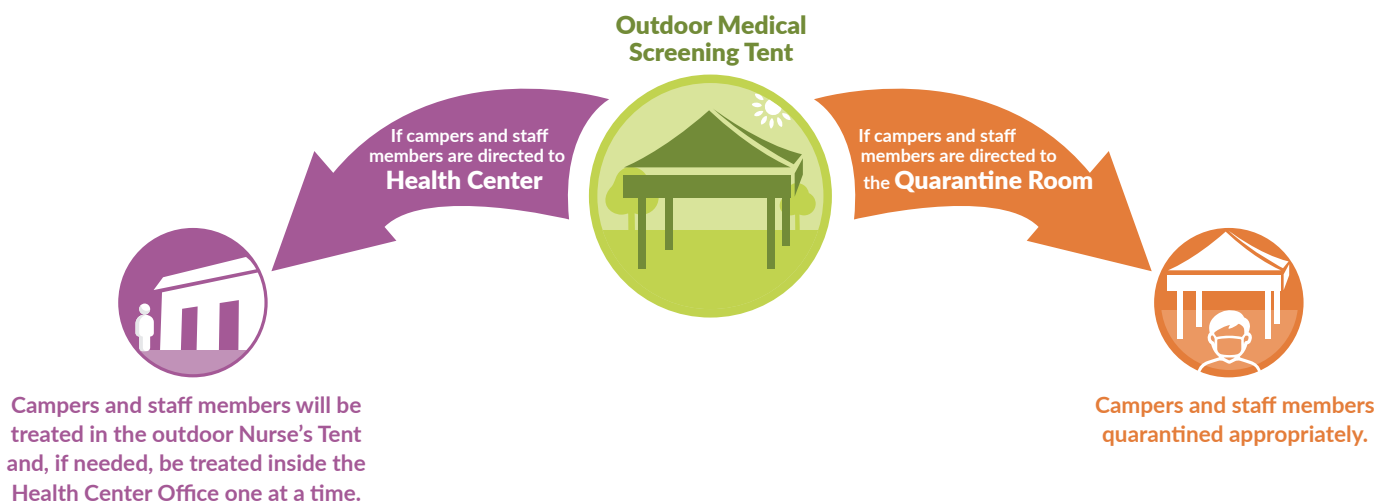 Outdoor Medical
Screening Tent
If campers and staff
members are directed to
Health Center
If campers and staff
members are directed to
the Quarantine Room
Campers and staff members will be
treated in the outdoor Nurse’s Tent
and, if needed, be treated inside the
Health Center Office one at a time.
Campers and staff members
quarantined appropriately.